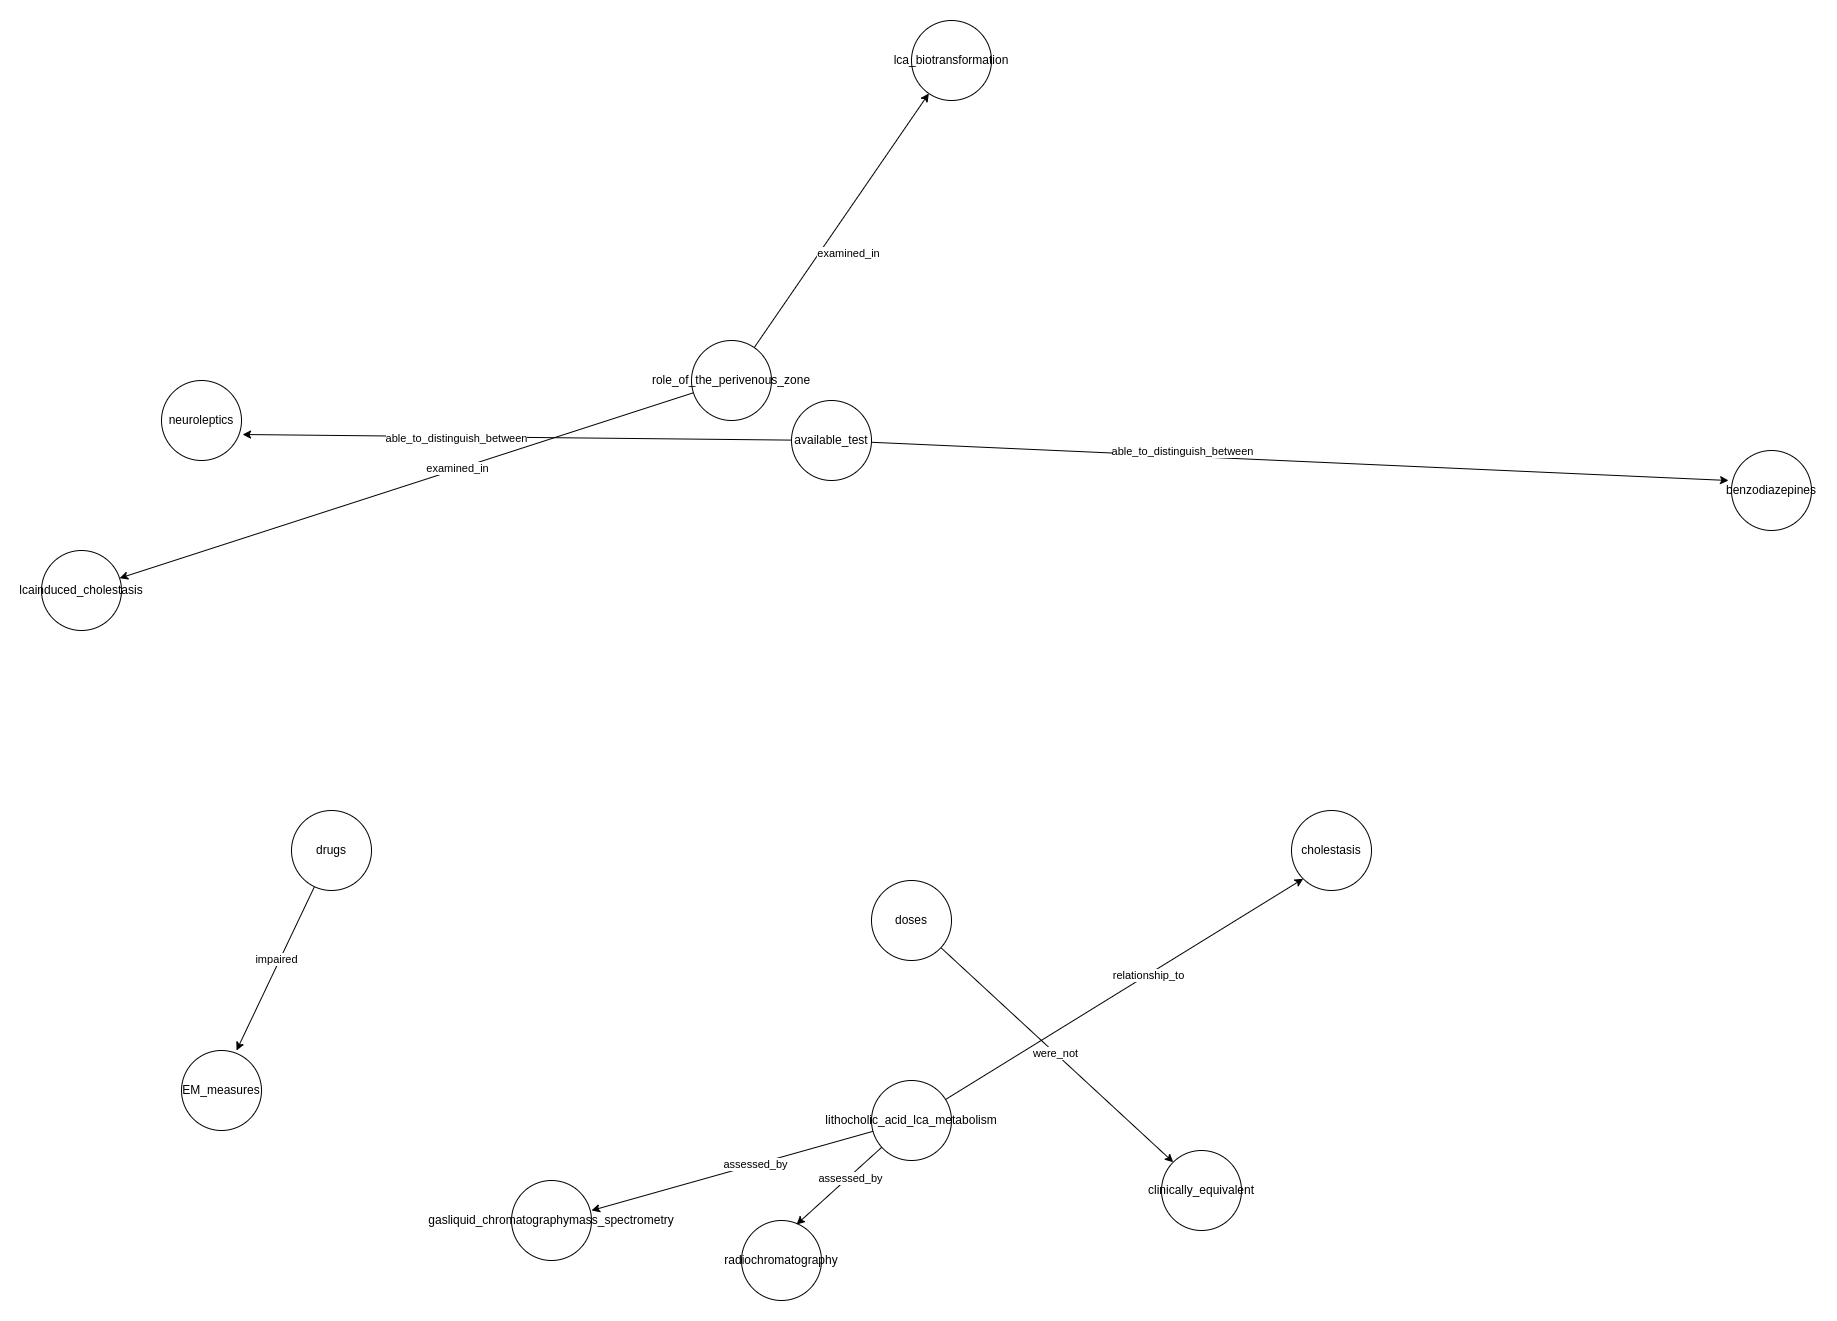 lca_biotransformation
examined_in
role_of_the_perivenous_zone
neuroleptics
able_to_distinguish_between
available_test
able_to_distinguish_between
examined_in
benzodiazepines
lcainduced_cholestasis
drugs
cholestasis
doses
impaired
relationship_to
were_not
EM_measures
lithocholic_acid_lca_metabolism
assessed_by
assessed_by
clinically_equivalent
gasliquid_chromatographymass_spectrometry
radiochromatography